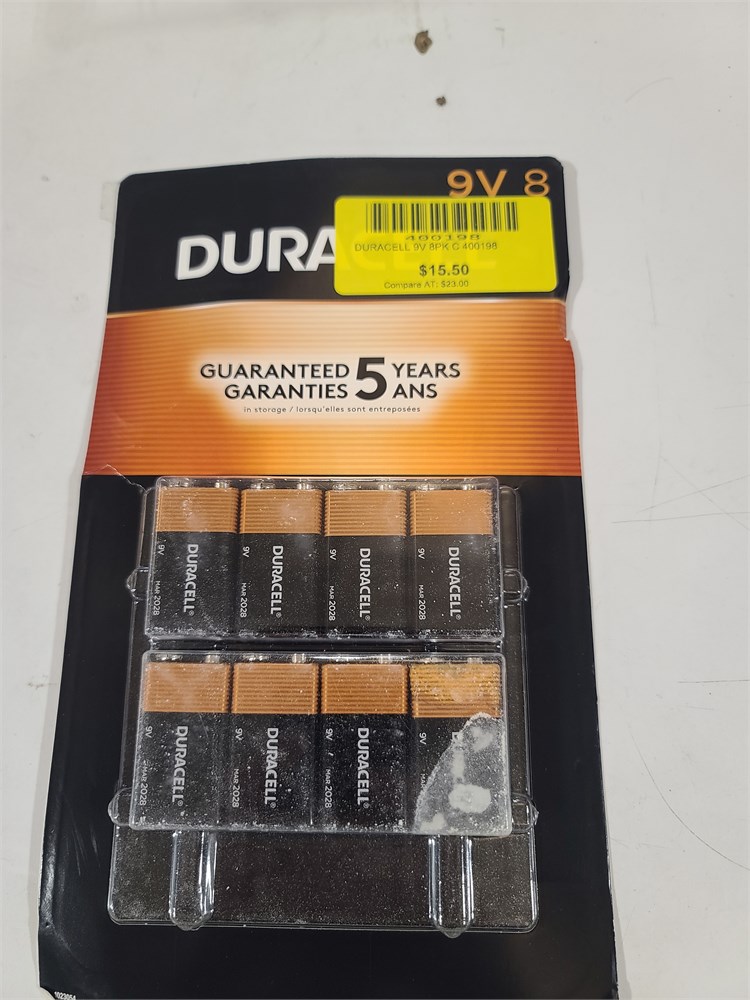 9V 8
400198
DURACELL 9V 8PK C 400198
$15.50
Compare AT: $23.00
DURA
GUARANTEED 5 YEARS
GARANTIES ANS
in storage / lorsqu'elles sont entreposées
9V DURACELL® MAR 2028
9V DURACELL® MAR 2028
9V DURACELL® MAR 2028
9V DURACELL® MAR 2028
9V DURACELL® MAR 2028
9V DURACELL® MAR 2028
9V DURACELL® MAR 2028
9V MAR
1023054